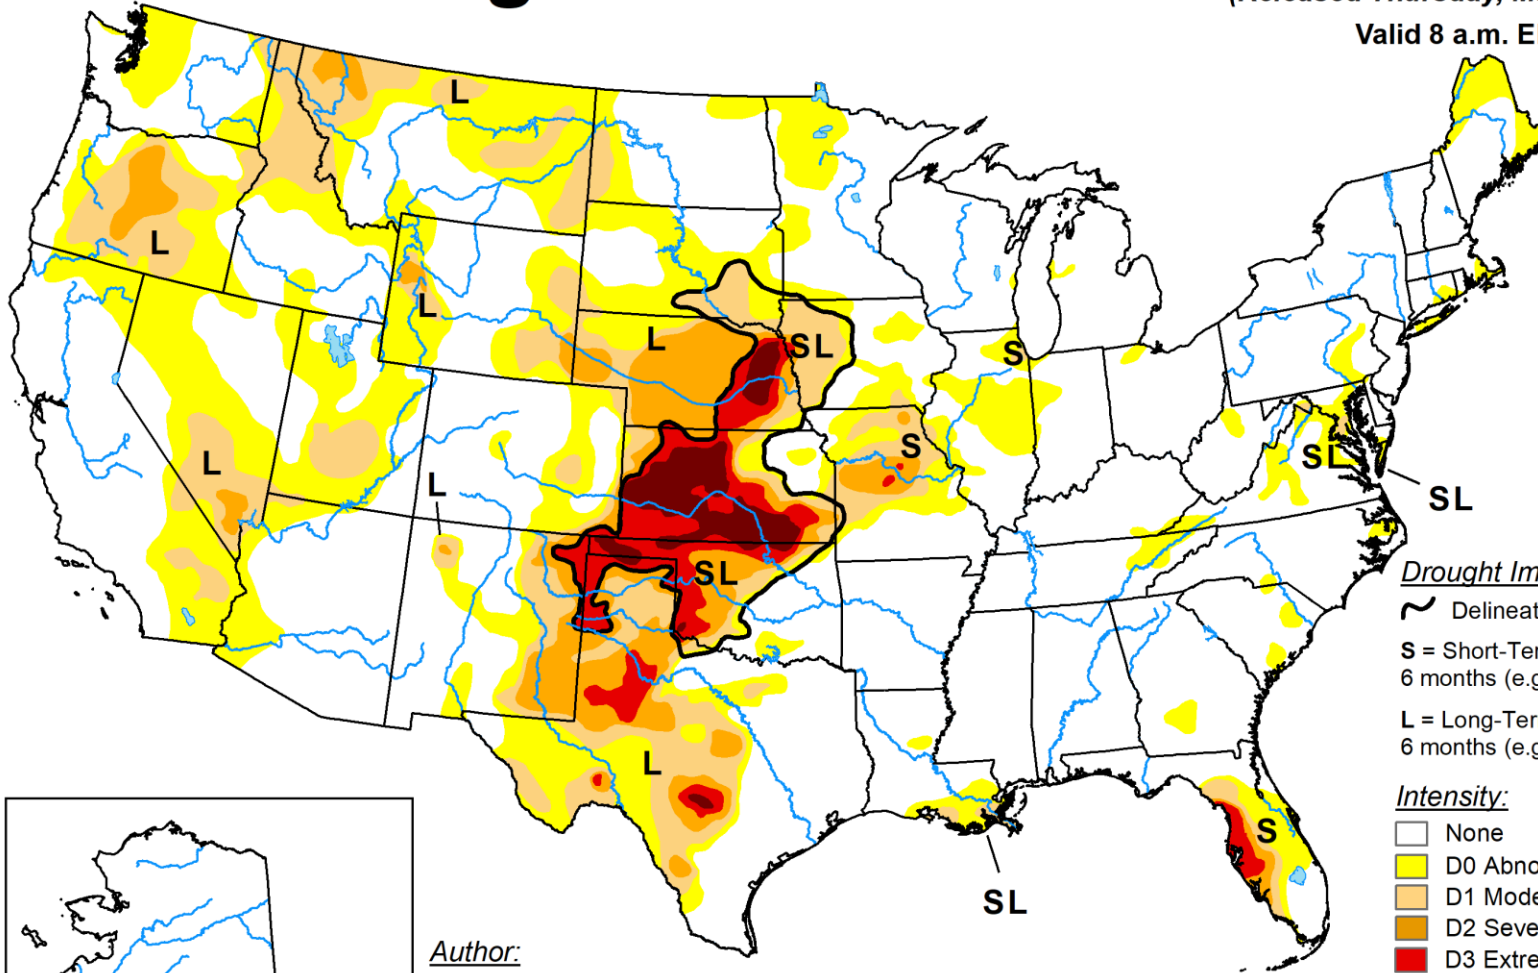 Valid 8 a.m. E
L
L
L
L
SL
S
L
S
L
SL
L
SL
SL
L
S
SL
Drought Im
Delineat
S = Short-Ter
6 months (e.g
L = Long-Ter
6 months (e.g
Intensity:
None
D0 Abno
D1 Mode
D2 Seve
D3 Extre
Author: